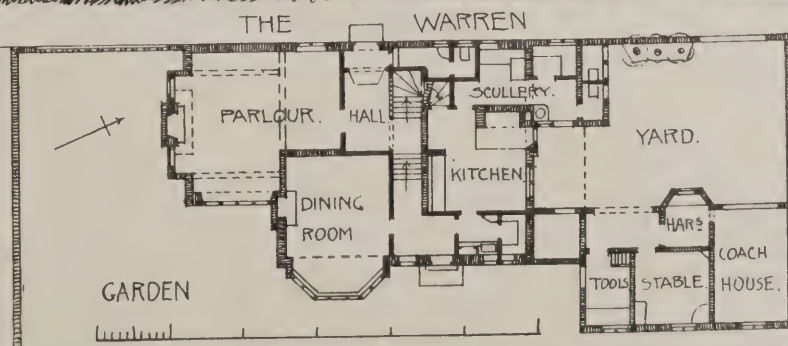 THE WARREN
PARLOUR.
HALL
SCULLERY.
YARD.
KITCHEN
DINING
ROOM
HARS
COACH
HOUSE.
TOOLS
STABLE.
GARDEN